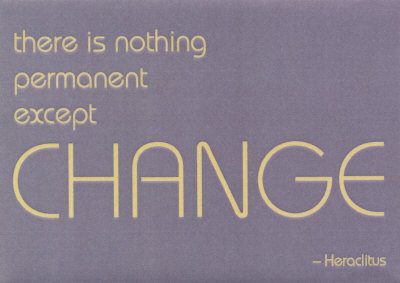 there is nothing
permanent
except
CHANGE
– Heraclitus